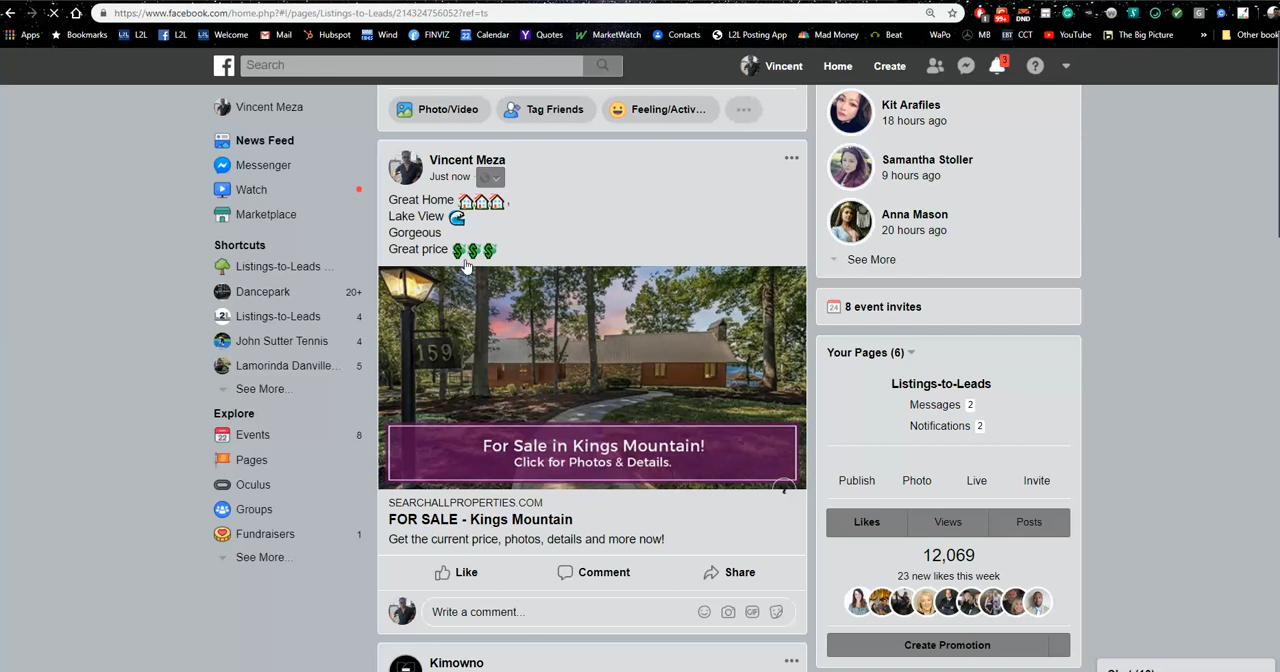 https://www.facebook.com/home.php?#!/pages/Listings-to-Leads/214324756052?ref=ts
Apps Bookmarks L2L L2L Welcome Mail Hubspot Wind FINVIZ Calendar Quotes MarketWatch Contacts L2L Posting App Mad Money Beat WaPo MB CCT YouTube The Big Picture » Other book
99+ DND
Search
Vincent Home Create 3
Vincent Meza
News Feed
Messenger
Watch
Marketplace
Shortcuts
Listings-to-Leads ...
Dancepark 20+
Listings-to-Leads 4
John Sutter Tennis 4
Lamorinda Danville... 5
See More...
Explore
Events 8
Pages
Oculus
Groups
Fundraisers 1
See More...
Photo/Video Tag Friends Feeling/Activ... ...
Vincent Meza
Just now ·
Great Home 🏠🏠🏠,
Lake View 🌊
Gorgeous
Great price 💲💲💲
159
For Sale in Kings Mountain!
Click for Photos & Details.
SEARCHALLPROPERTIES.COM
FOR SALE - Kings Mountain
Get the current price, photos, details and more now!
Like Comment Share
Write a comment... GIF
Kimowno
Kit Arafiles
18 hours ago
Samantha Stoller
9 hours ago
Anna Mason
20 hours ago
See More
24 8 event invites
Your Pages (6)
Listings-to-Leads
Messages 2
Notifications 2
Publish Photo Live Invite
Likes Views Posts
12,069
23 new likes this week
Create Promotion